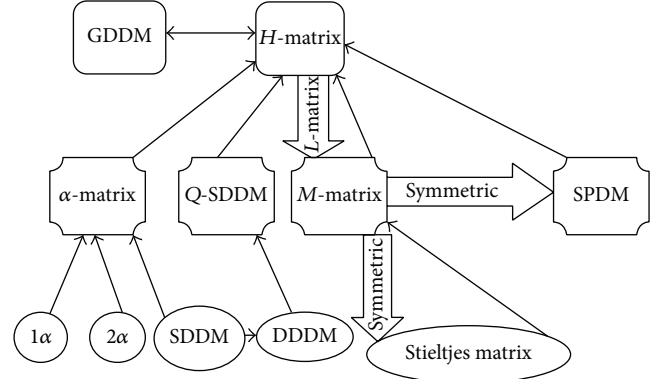 GDDM
H-matrix
L-matrix
α-matrix
Q-SDDM
M-matrix
Symmetric
SPDM
Symmetric
1α
2α
SDDM
DDDM
Stieltjes matrix